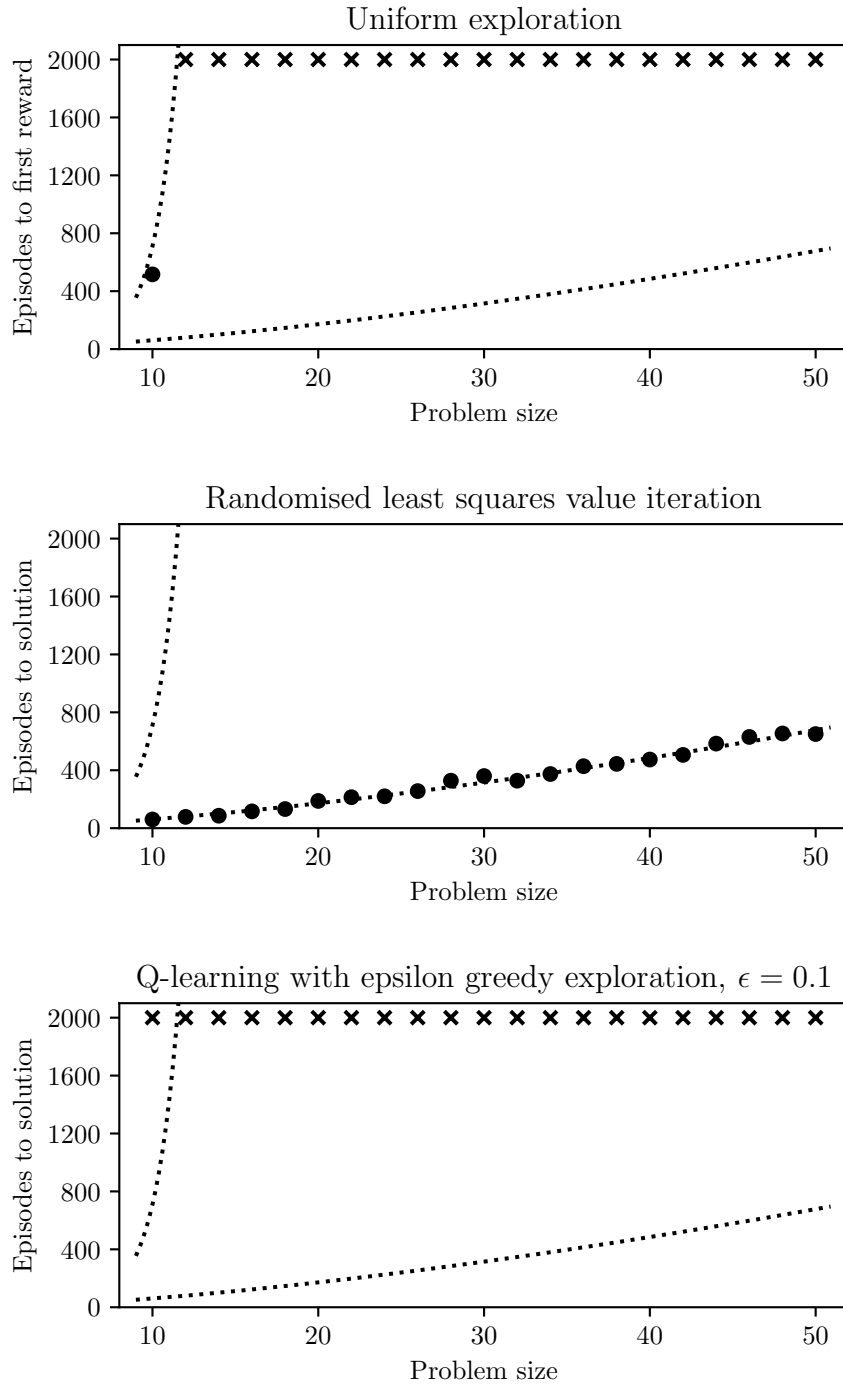 Uniform exploration
Episodes to first reward
2000
1600
1200
800
400
0
10 20 30 40 50
Problem size
Randomised least squares value iteration
Episodes to solution
2000
1600
1200
800
400
0
10 20 30 40 50
Problem size
Q-learning with epsilon greedy exploration, ϵ = 0.1
Episodes to solution
2000
1600
1200
800
400
0
10 20 30 40 50
Problem size